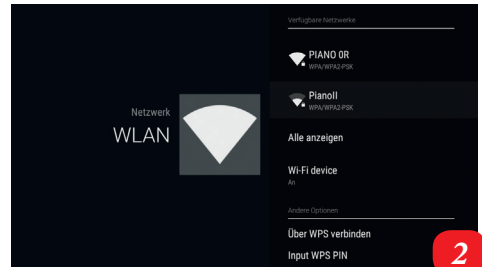 Netzwerk
WLAN
Verfügbare Netzwerke
PIANO 0R
WPA/WPA2-PSK
PianoII
WPA/WPA2-PSK
Alle anzeigen
Wi-Fi device
An
Andere Optionen
Über WPS verbinden
Input WPS PIN
2